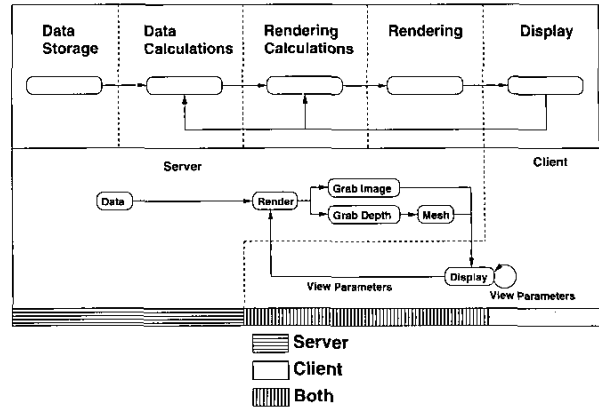 Data Storage
Data Calculations
Rendering Calculations
Rendering
Display
Server
Client
Data
Render
Grab Image
Grab Depth
Mesh
Display
View Parameters
View Parameters
Server
Client
Both